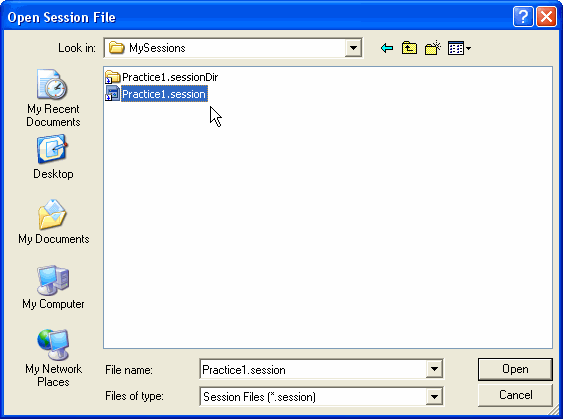 Open Session File
Look in: MySessions
Practice1.sessionDir
Practice1.session
My Recent
Documents
Desktop
My Documents
My Computer
My Network
Places
File name: Practice1.session Open
Files of type: Session Files (*.session) Cancel